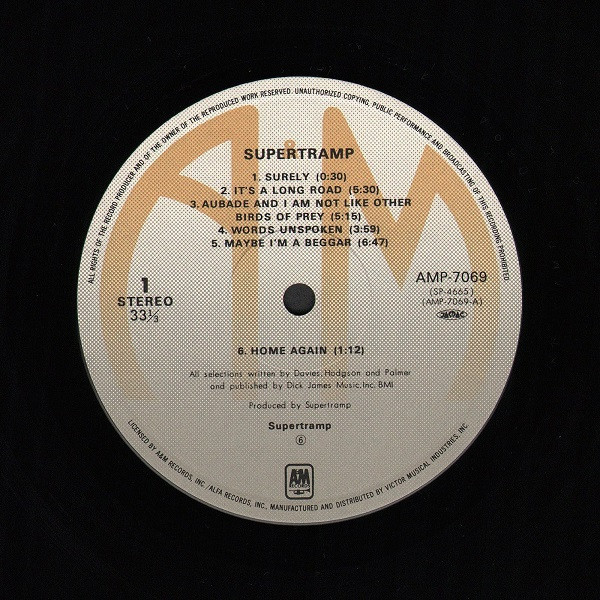 ALL RIGHTS OF THE RECORD PRODUCER AND OF THE OWNER OF THE REPRODUCED WORK RESERVED. UNAUTHORIZED COPYING, PUBLIC PERFORMANCE AND BROADCASTING OF THIS RECORD PROHIBITED
SUPERTRAMP
1. SURELY (0:30)
2. IT'S A LONG ROAD (5:30)
3. AUBADE AND I AM NOT LIKE OTHER
BIRDS OF PREY (5:15)
4. WORDS UNSPOKEN (3:59)
5. MAYBE I'M A BEGGAR (6:47)
1
STEREO
33 1/3
AMP-7069
(SP-4665)
(AMP-7069-A)
6. HOME AGAIN (1:12)
All selections written by Davies, Hodgson and Palmer
and published by Dick James Music, Inc. BMI
Produced by Supertramp
Supertramp
⑥
A&M
RECORDS
LICENSED BY A&M RECORDS, INC./ALFA RECORDS, INC., MANUFACTURED AND DISTRIBUTED BY VICTOR MUSICAL INDUSTRIES, INC.